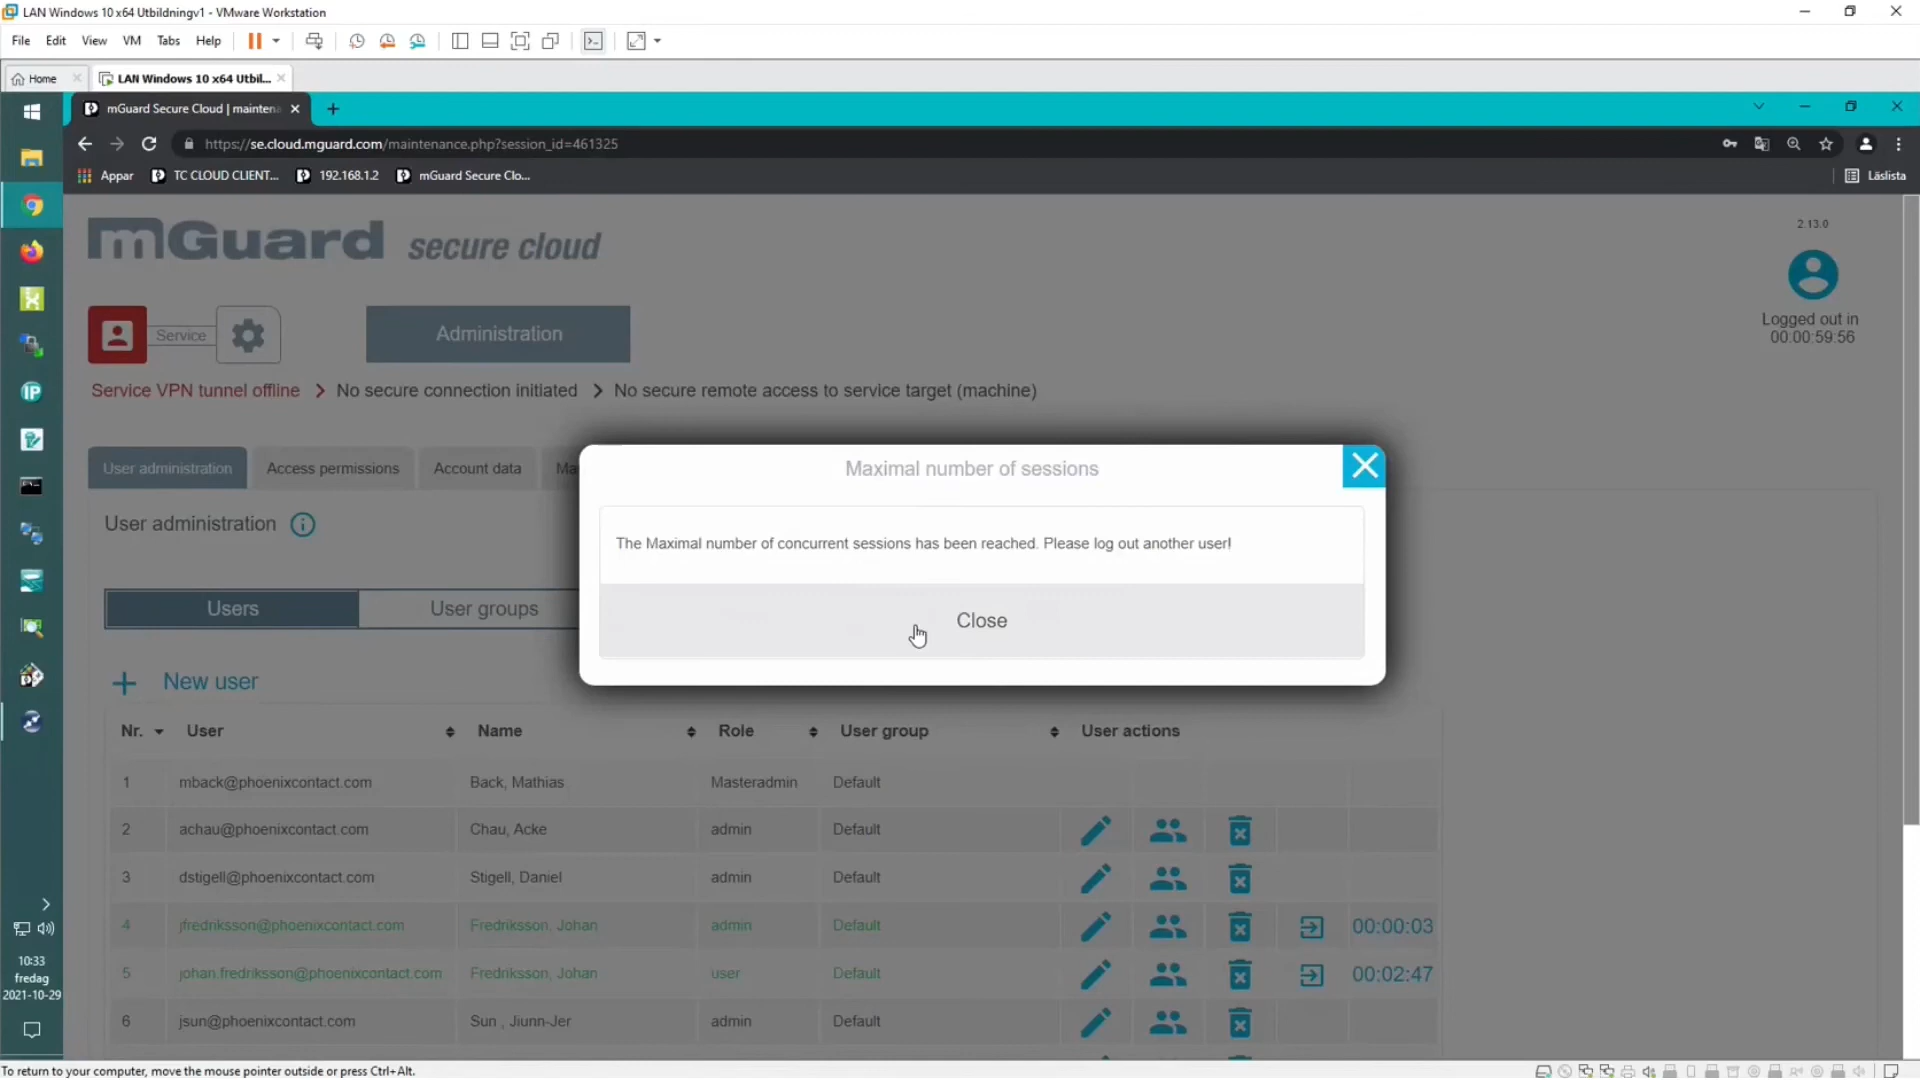 LAN Windows 10 x64 Utbildningv1 - VMware Workstation
File Edit View VM Tabs Help
Home LAN Windows 10 x64 Utbil...
mGuard Secure Cloud | mainten
https://se.cloud.mguard.com/maintenance.php?session_id=461325
Appar TC CLOUD CLIENT... 192.168.1.2 mGuard Secure Clo... Läslista
mGuard secure cloud
2.13.0
Service Administration
Logged out in
00:00:59:56
Service VPN tunnel offline No secure connection initiated No secure remote access to service target (machine)
User administration Access permissions Account data Ma
Maximal number of sessions
The Maximal number of concurrent sessions has been reached. Please log out another user!
Close
User administration
Users User groups
New user
Nr. User Name Role User group User actions
1 mback@phoenixcontact.com Back, Mathias Masteradmin Default
2 achau@phoenixcontact.com Chau, Acke admin Default
3 dstigell@phoenixcontact.com Stigell, Daniel admin Default
4 jfredriksson@phoenixcontact.com Fredriksson, Johan admin Default 00:00:03
5 johan.fredriksson@phoenixcontact.com Fredriksson, Johan user Default 00:02:47
6 jsun@phoenixcontact.com Sun , Jiunn-Jer admin Default
IP
10:33
fredag
2021-10-29
To return to your computer, move the mouse pointer outside or press Ctrl+Alt.